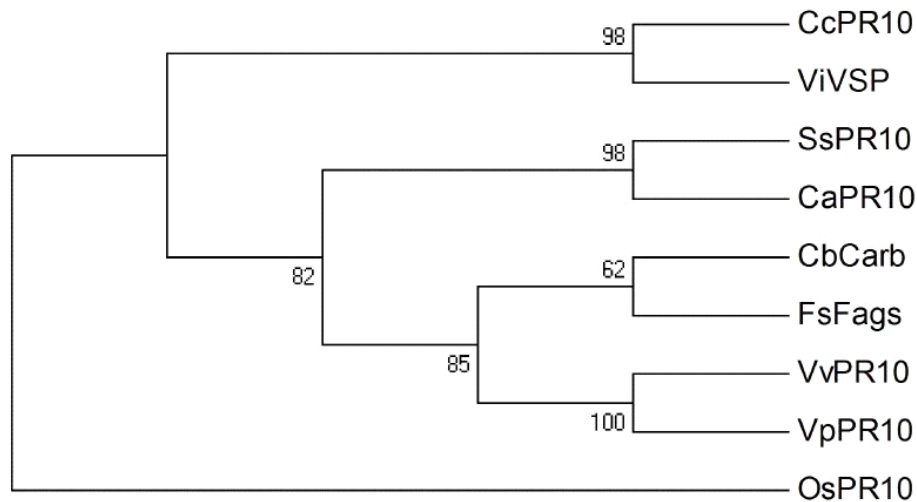 98
CcPR10
ViVSP
98
SsPR10
CaPR10
82
62
CbCarb
FsFags
85
VvPR10
100
VpPR10
OsPR10